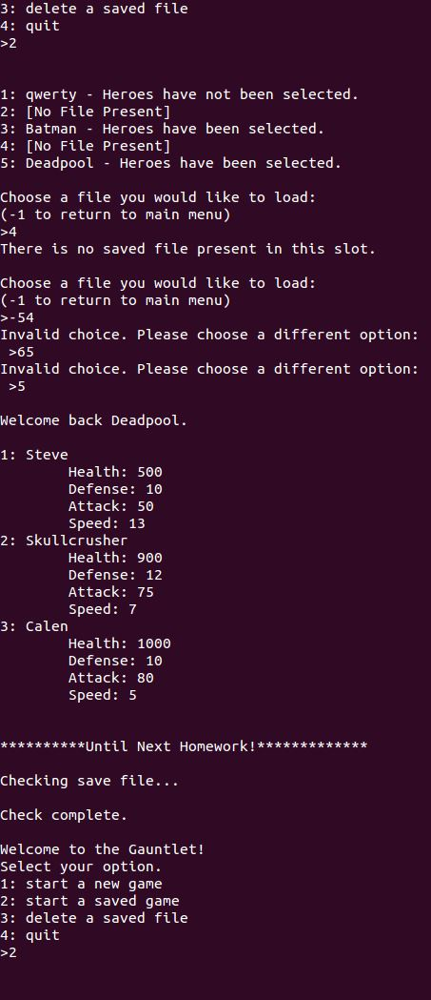 3: delete a saved file
4: quit
>2
1: qwerty - Heroes have not been selected.
2: [No File Present]
3: Batman - Heroes have been selected.
4: [No File Present]
5: Deadpool - Heroes have been selected.
Choose a file you would like to load:
(-1 to return to main menu)
>4
There is no saved file present in this slot.
Choose a file you would like to load:
(-1 to return to main menu)
>-54
Invalid choice. Please choose a different option:
>65
Invalid choice. Please choose a different option:
>5
Welcome back Deadpool.
1: Steve
Health: 500
Defense: 10
Attack: 50
Speed: 13
2: Skullcrusher
Health: 900
Defense: 12
Attack: 75
Speed: 7
3: Calen
Health: 1000
Defense: 10
Attack: 80
Speed: 5
**********Until Next Homework!*************
Checking save file...
Check complete.
Welcome to the Gauntlet!
Select your option.
1: start a new game
2: start a saved game
3: delete a saved file
4: quit
>2